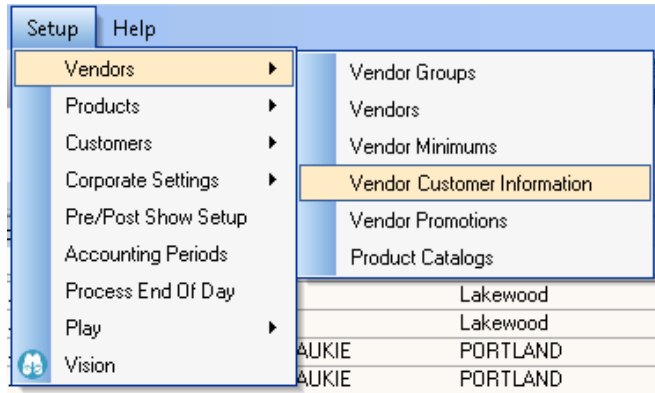 Setup Help
Vendors
Products
Customers
Corporate Settings
Pre/Post Show Setup
Accounting Periods
Process End Of Day
Play
Vision
Vendor Groups
Vendors
Vendor Minimums
Vendor Customer Information
Vendor Promotions
Product Catalogs
Lakewood
Lakewood
AUKIE PORTLAND
AUKIE PORTLAND